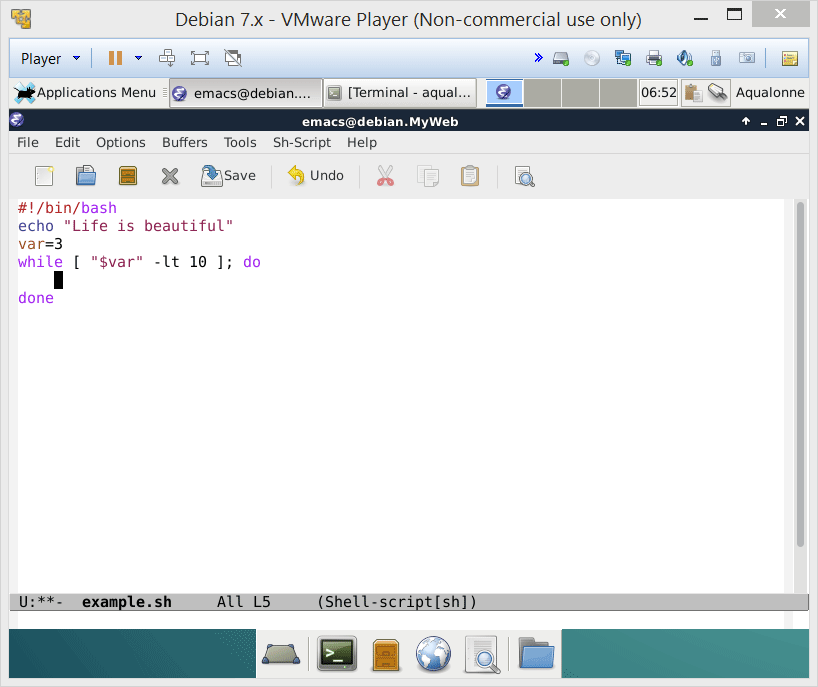 Debian 7.x - VMware Player (Non-commercial use only)
Player
Applications Menu emacs@debian.... [Terminal - aqual... 06:52 Aqualonne
emacs@debian.MyWeb
File Edit Options Buffers Tools Sh-Script Help
Save Undo
#!/bin/bash
echo "Life is beautiful"
var=3
while [ "$var" -lt 10 ]; do
done
U:**- example.sh All L5 (Shell-script[sh])